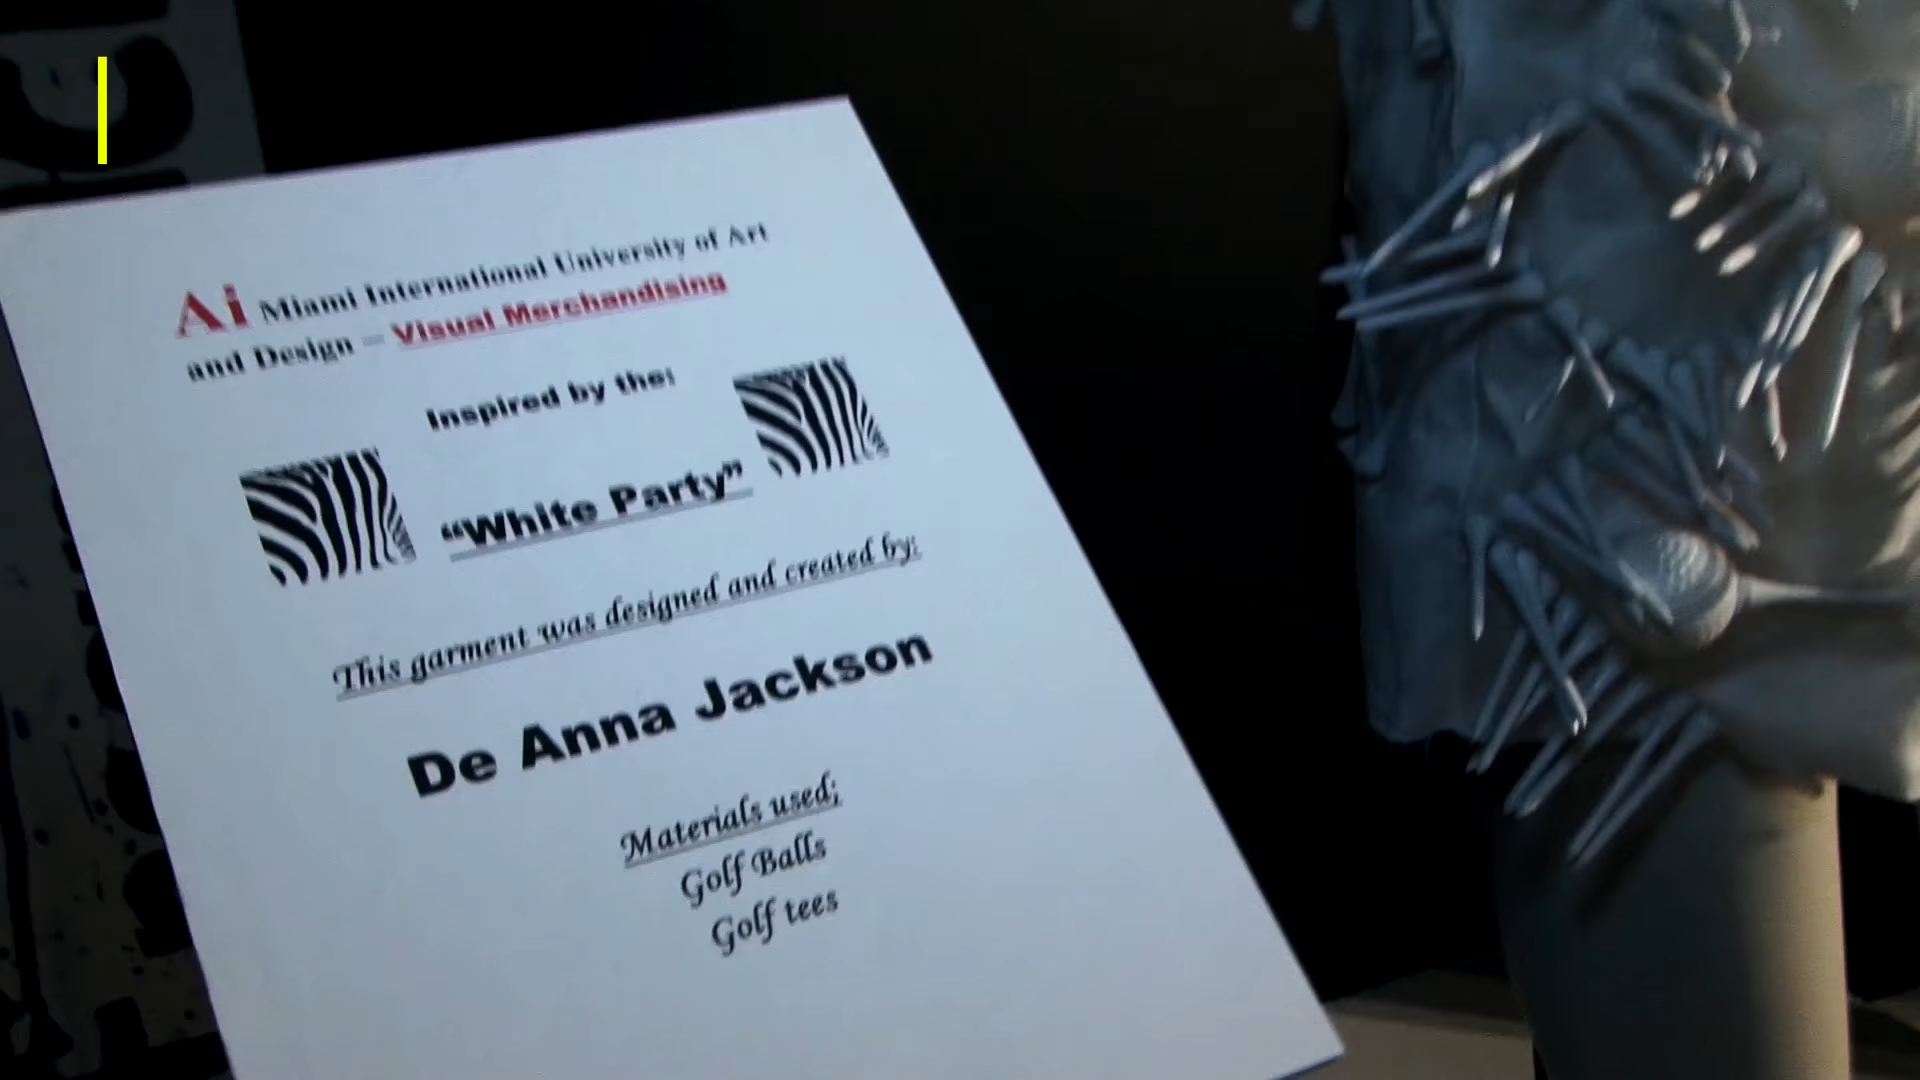 Ai Miami International University of Art
and Design – Visual Merchandising
Inspired by the:
“White Party”
This garment was designed and created by:
De Anna Jackson
Materials used;
Golf Balls
Golf tees